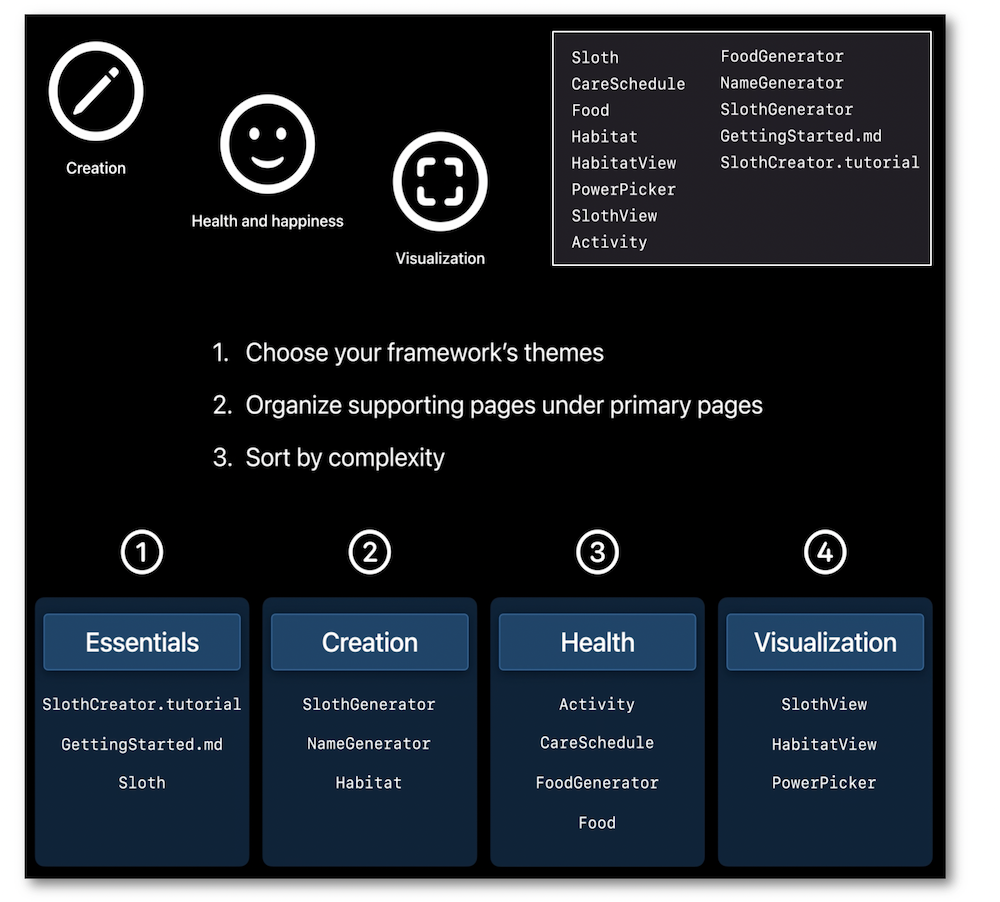 Creation
Health and happiness
Visualization
Sloth
CareSchedule
Food
Habitat
HabitatView
PowerPicker
SlothView
Activity
FoodGenerator
NameGenerator
SlothGenerator
GettingStarted.md
SlothCreator.tutorial
1. Choose your framework’s themes
2. Organize supporting pages under primary pages
3. Sort by complexity
1
Essentials
SlothCreator.tutorial
GettingStarted.md
Sloth
2
Creation
SlothGenerator
NameGenerator
Habitat
3
Health
Activity
CareSchedule
FoodGenerator
Food
4
Visualization
SlothView
HabitatView
PowerPicker